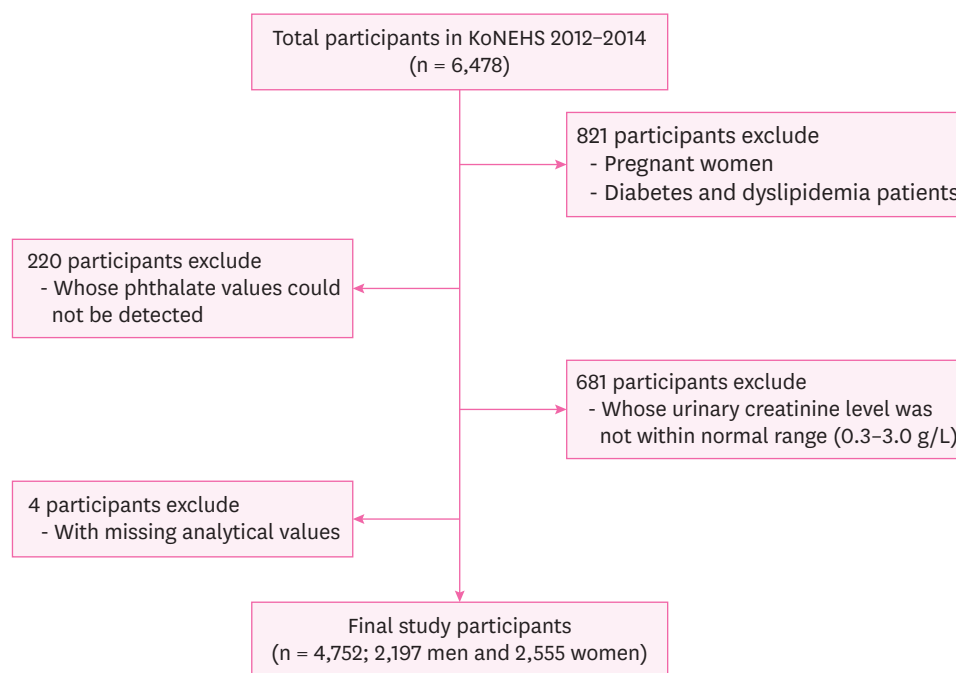 Total participants in KoNEHS 2012–2014
(n = 6,478)
821 participants exclude
- Pregnant women
- Diabetes and dyslipidemia patients
220 participants exclude
- Whose phthalate values could
not be detected
681 participants exclude
- Whose urinary creatinine level was
not within normal range (0.3–3.0 g/L)
4 participants exclude
- With missing analytical values
Final study participants
(n = 4,752; 2,197 men and 2,555 women)